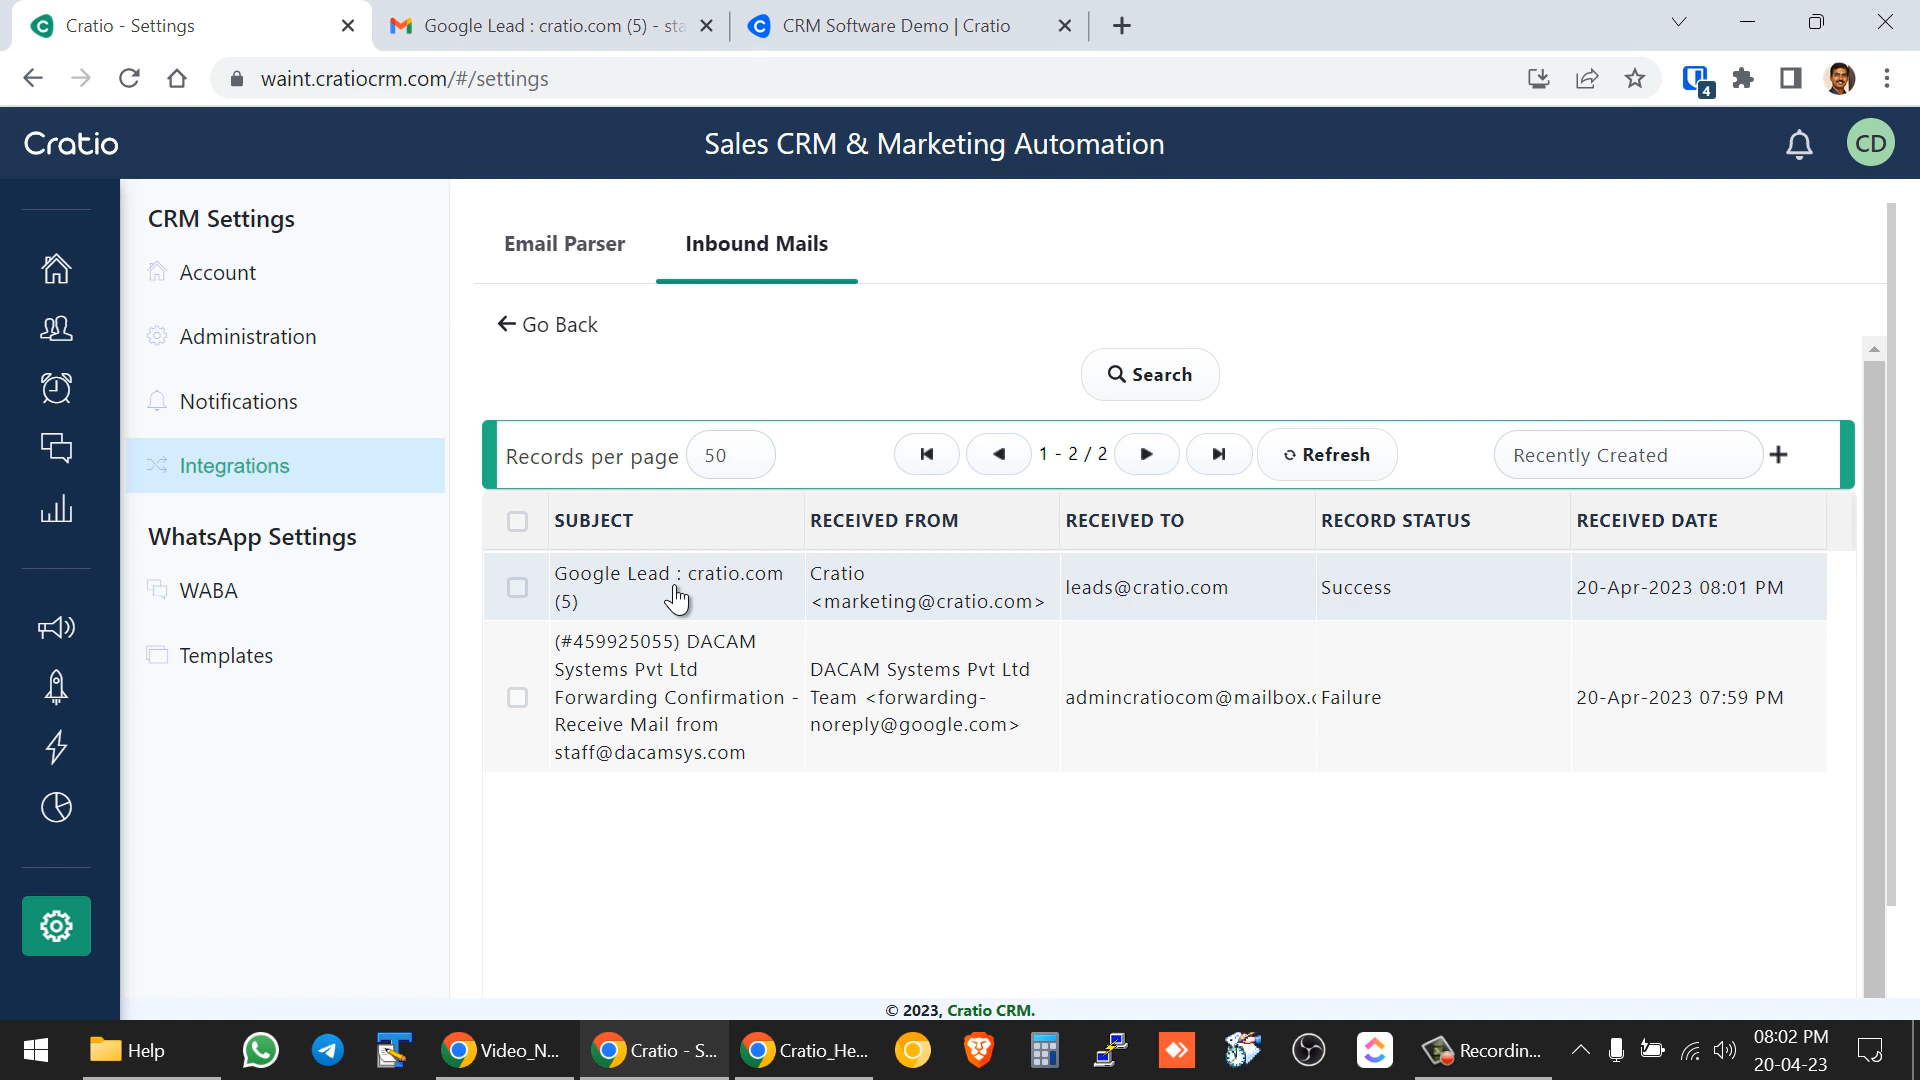 Cratio - Settings
Google Lead : cratio.com (5) - sta
CRM Software Demo | Cratio
waint.cratiocrm.com/#/settings
4
Cratio
Sales CRM & Marketing Automation
CD
CRM Settings
Account
Administration
Notifications
Integrations
WhatsApp Settings
WABA
Templates
Email Parser
Inbound Mails
Go Back
Search
Records per page
50
1 - 2 / 2
Refresh
Recently Created
SUBJECT
RECEIVED FROM
RECEIVED TO
RECORD STATUS
RECEIVED DATE
Google Lead : cratio.com
(5)
Cratio
<marketing@cratio.com>
leads@cratio.com
Success
20-Apr-2023 08:01 PM
(#459925055) DACAM
Systems Pvt Ltd
Forwarding Confirmation -
Receive Mail from
staff@dacamsys.com
DACAM Systems Pvt Ltd
Team <forwarding-
noreply@google.com>
admincratiocom@mailbox.c
Failure
20-Apr-2023 07:59 PM
© 2023, Cratio CRM.
Help
Video_N...
Cratio - S...
Cratio_He...
Recordin...
08:02 PM
20-04-23